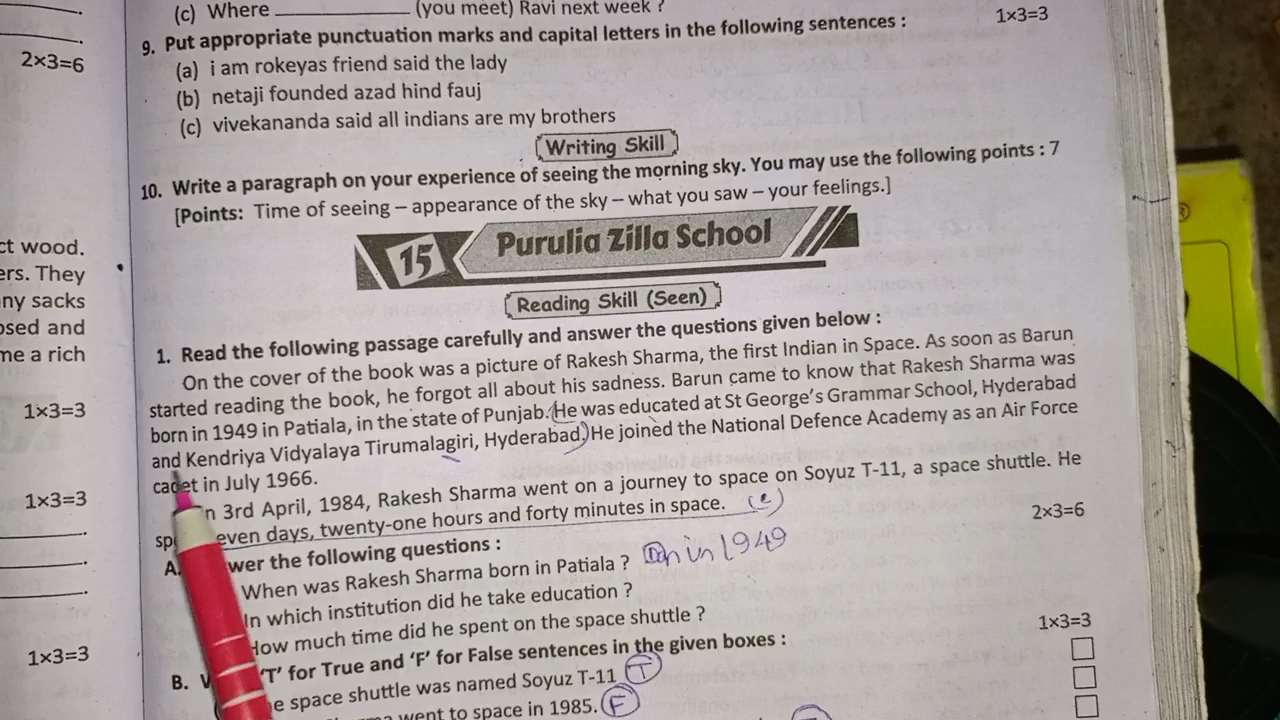 (c) Where ____________ (you meet) Ravi next week ?
9. Put appropriate punctuation marks and capital letters in the following sentences : 1×3=3
2×3=6
(a) i am rokeyas friend said the lady
(b) netaji founded azad hind fauj
(c) vivekananda said all indians are my brothers
Writing Skill
10. Write a paragraph on your experience of seeing the morning sky. You may use the following points : 7
[Points: Time of seeing – appearance of the sky – what you saw – your feelings.]
15 Purulia Zilla School
Reading Skill (Seen)
ct wood.
ers. They
ny sacks
osed and
me a rich
1×3=3
1×3=3
1×3=3
1. Read the following passage carefully and answer the questions given below :
On the cover of the book was a picture of Rakesh Sharma, the first Indian in Space. As soon as Barun
started reading the book, he forgot all about his sadness. Barun came to know that Rakesh Sharma was
born in 1949 in Patiala, in the state of Punjab. (He was educated at St George's Grammar School, Hyderabad
and Kendriya Vidyalaya Tirumalagiri, Hyderabad.) He joined the National Defence Academy as an Air Force
cadet in July 1966.
n 3rd April, 1984, Rakesh Sharma went on a journey to space on Soyuz T-11, a space shuttle. He
sp even days, twenty-one hours and forty minutes in space. (c)
A. wer the following questions : 2×3=6
When was Rakesh Sharma born in Patiala ? in 1949
In which institution did he take education ?
How much time did he spent on the space shuttle ?
B. 'T' for True and 'F' for False sentences in the given boxes : 1×3=3
e space shuttle was named Soyuz T-11 T
went to space in 1985. F